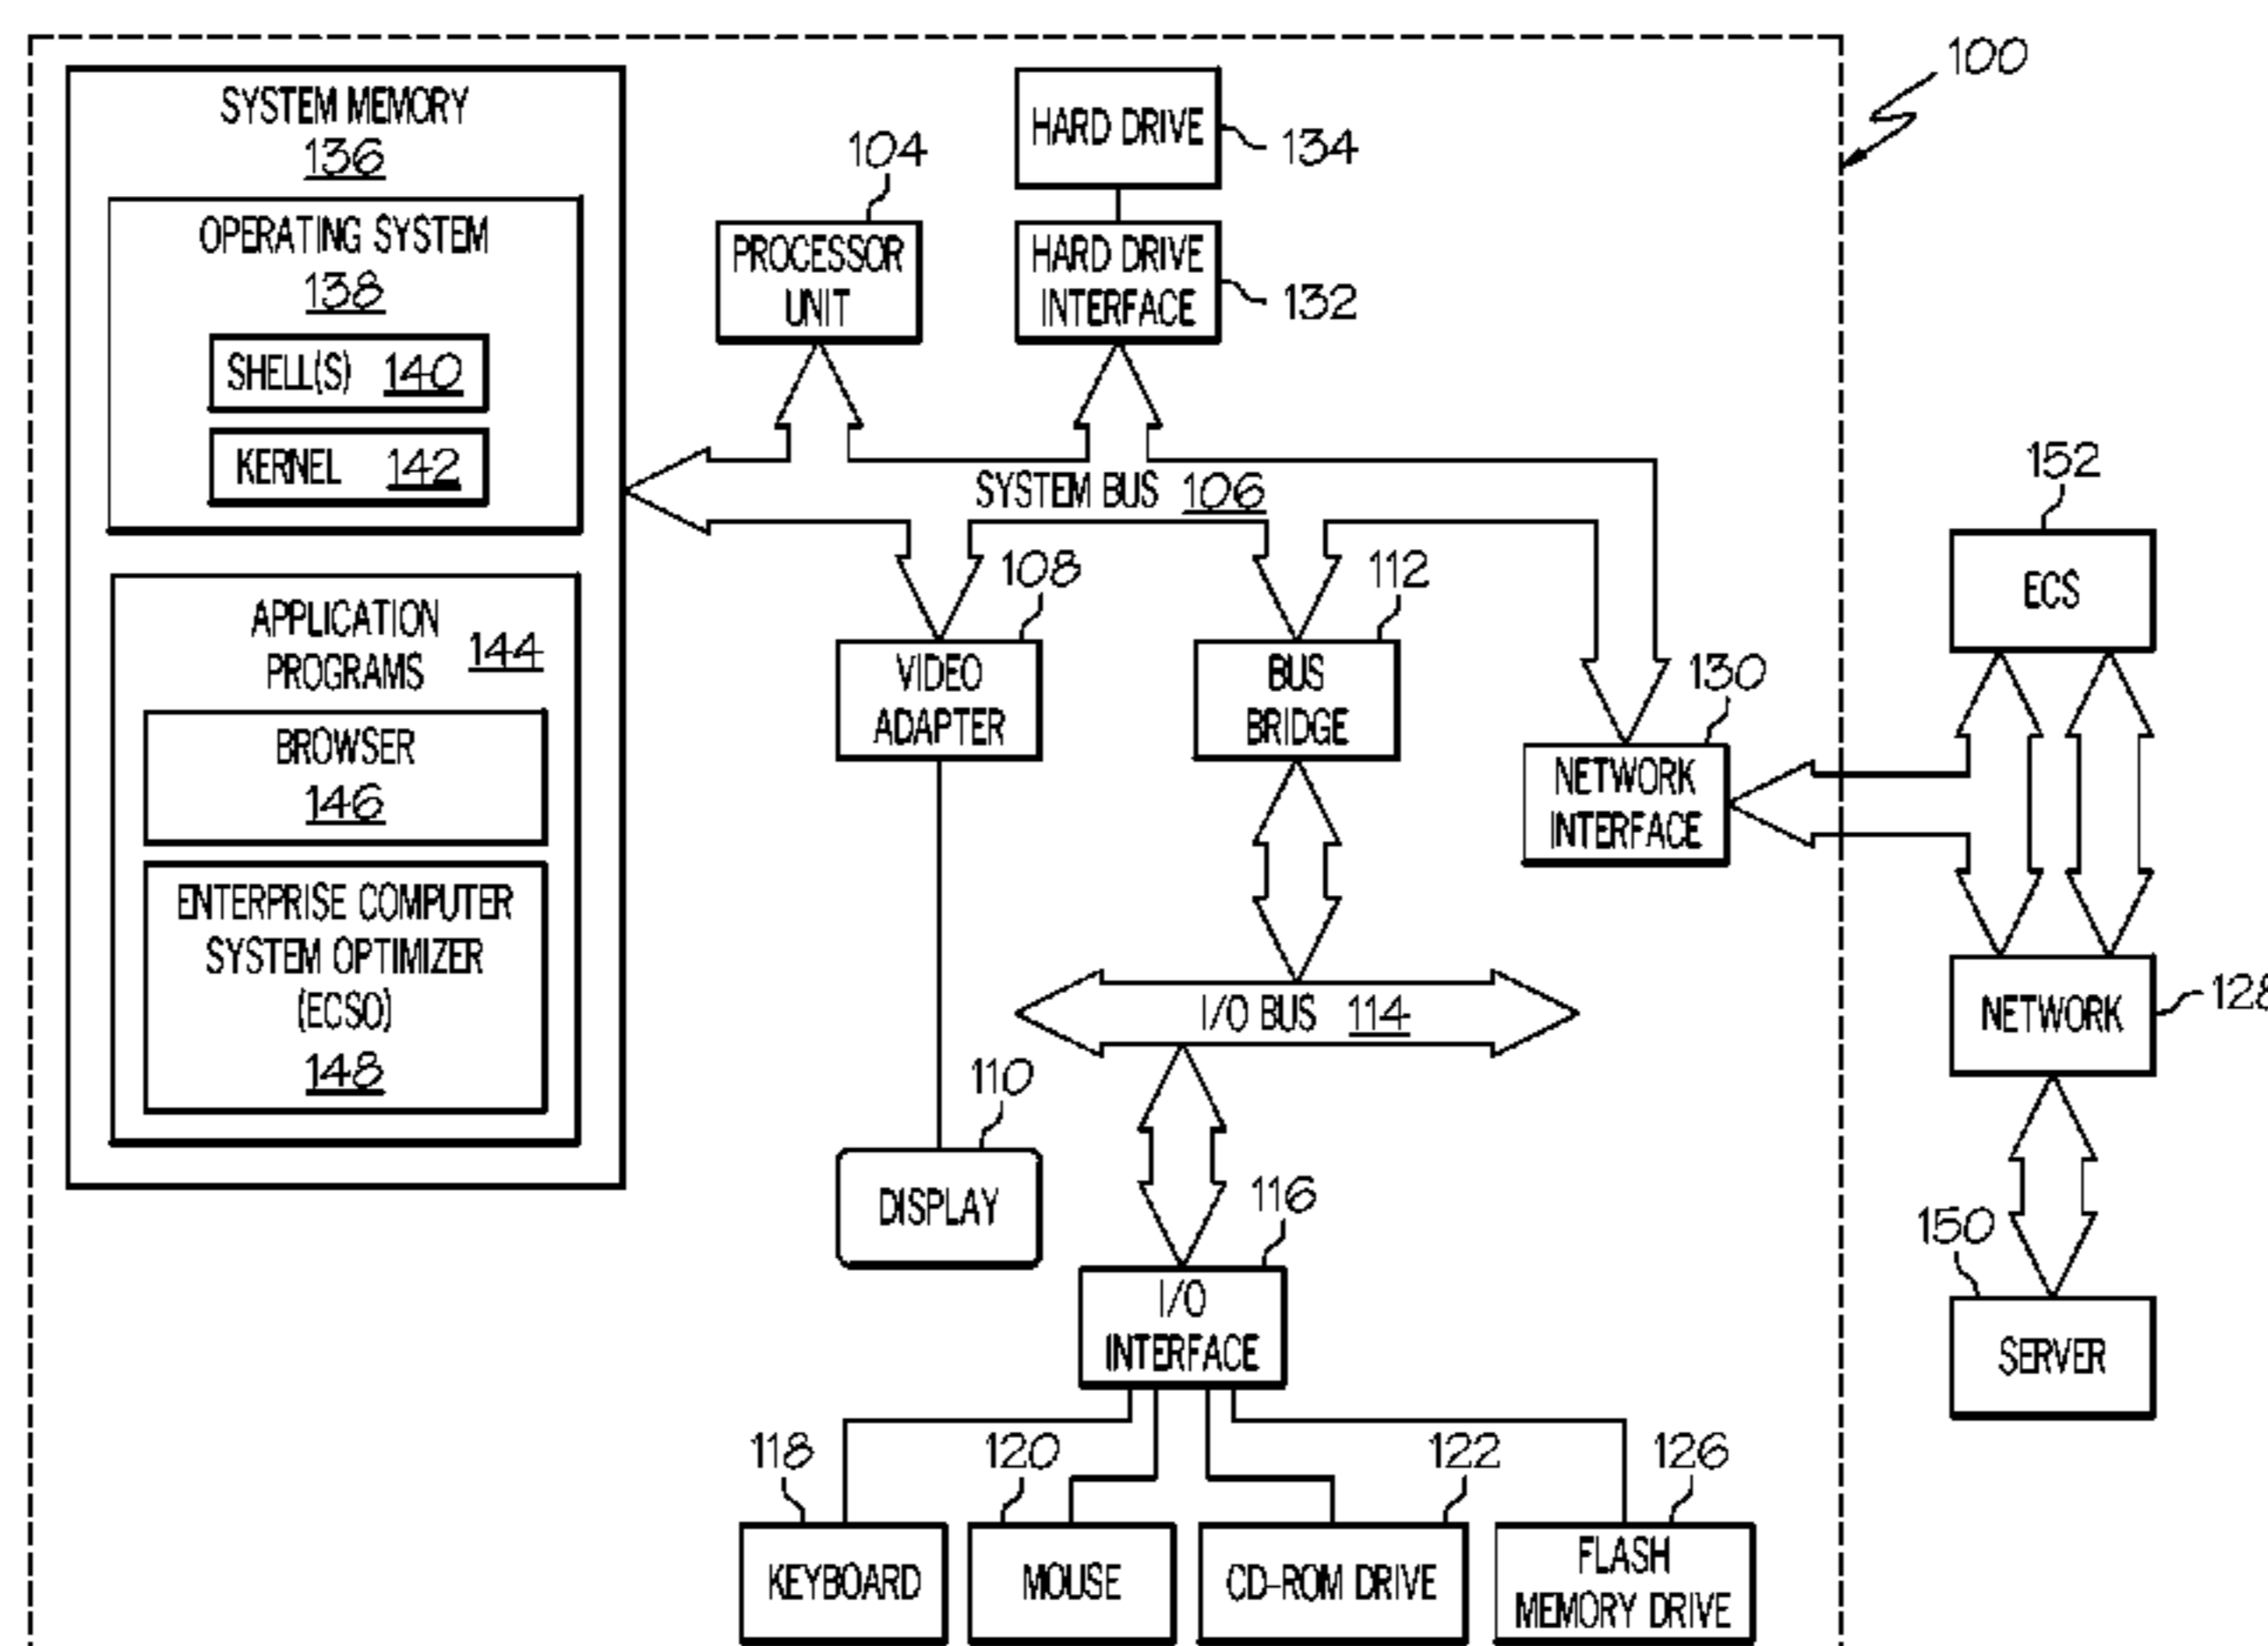 100
SYSTEM MEMORY
136
OPERATING SYSTEM
138
SHELL(S) 140
KERNEL 142
APPLICATION
PROGRAMS 144
BROWSER
146
ENTERPRISE COMPUTER
SYSTEM OPTIMIZER
(ECSO)
148
104
PROCESSOR
UNIT
HARD DRIVE
134
HARD DRIVE
INTERFACE
132
SYSTEM BUS 106
108
VIDEO
ADAPTER
112
BUS
BRIDGE
130
NETWORK
INTERFACE
152
ECS
NETWORK
128
150
SERVER
I/O BUS 114
110
DISPLAY
116
I/O
INTERFACE
118
KEYBOARD
120
MOUSE
122
CD-ROM DRIVE
126
FLASH
MEMORY DRIVE